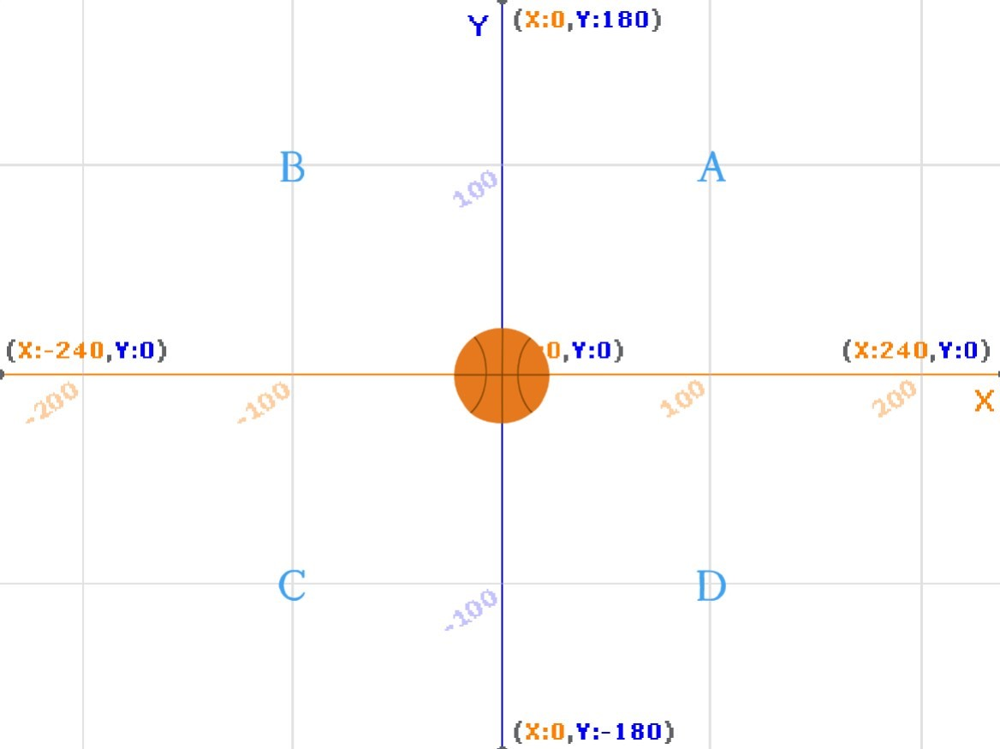 Y (X:0,Y:180)
B A
100
(X:-240,Y:0) :0,Y:0) (X:240,Y:0)
-200 -100 100 200 X
C D
-100
(X:0,Y:-180)